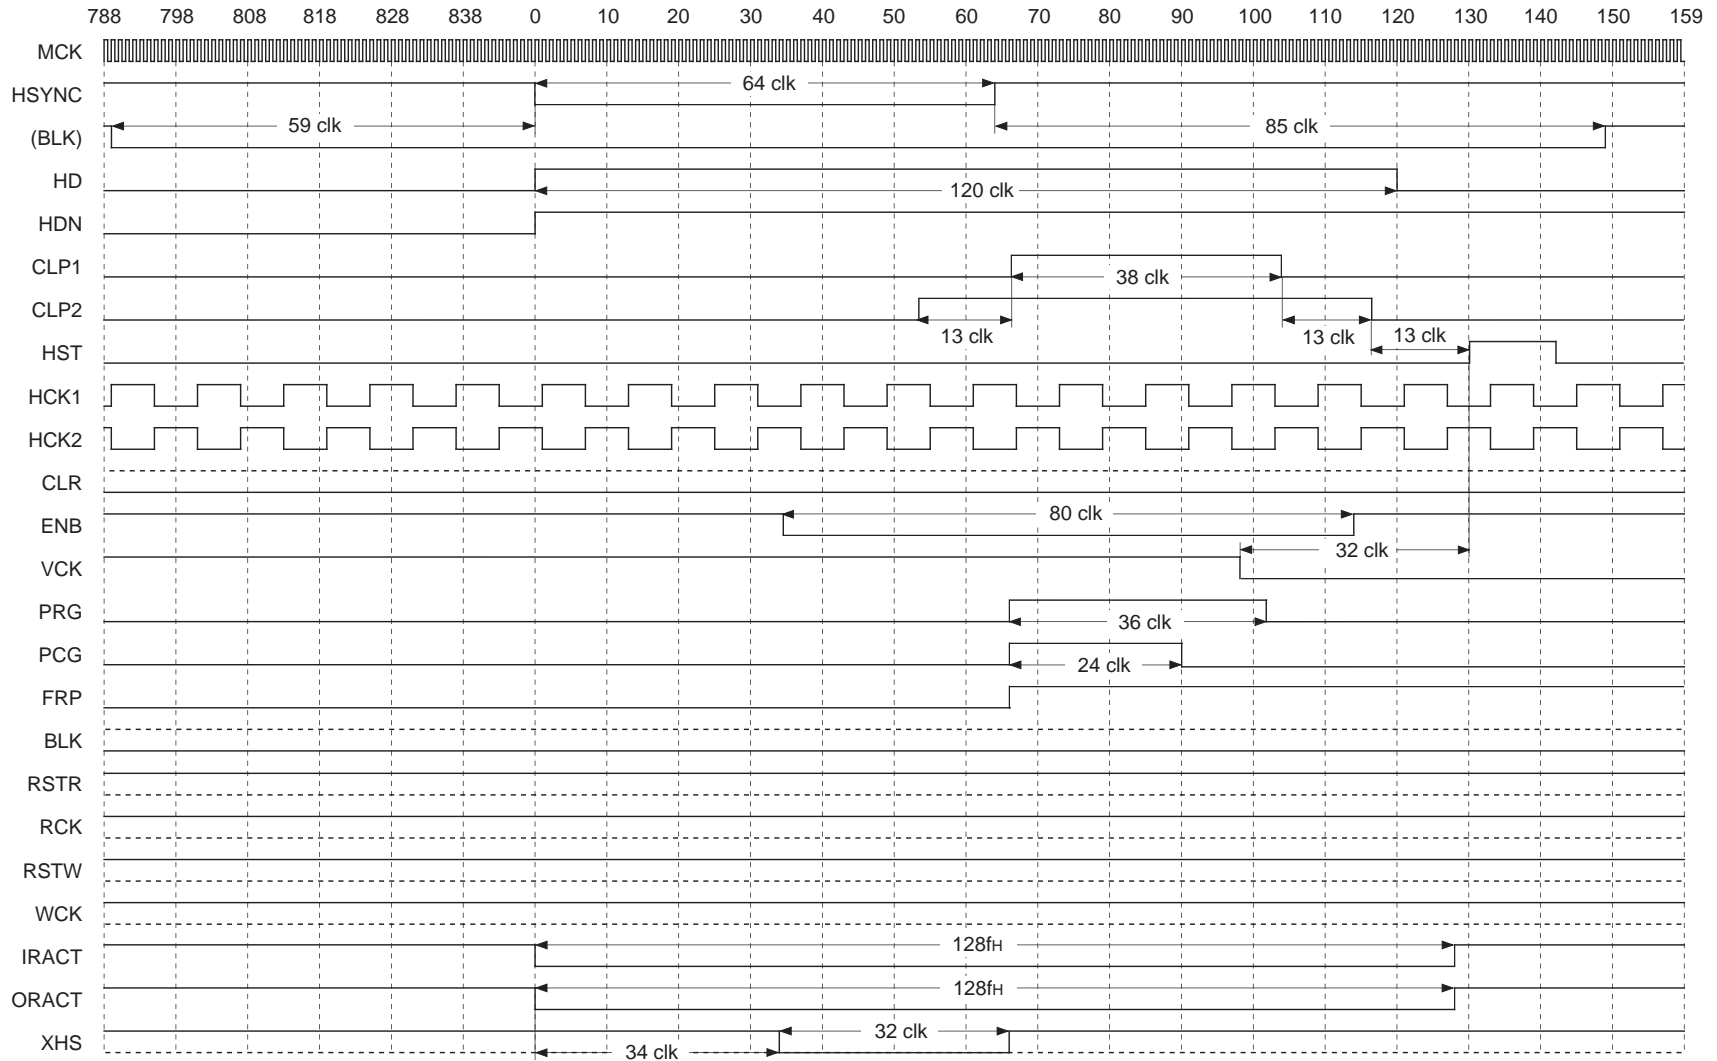 788 798 808 818 828 838 0 10 20 30 40 50 60 70 80 90 100 110 120 130 140 150 159
MCK
HSYNC 64 clk
(BLK) 59 clk 85 clk
HD 120 clk
HDN
CLP1 38 clk
CLP2 13 clk 13 clk 13 clk
HST
HCK1
HCK2
CLR
ENB 80 clk
VCK 32 clk
PRG 36 clk
PCG 24 clk
FRP
BLK
RSTR
RCK
RSTW
WCK
IRACT 128fH
ORACT 128fH
XHS 34 clk 32 clk